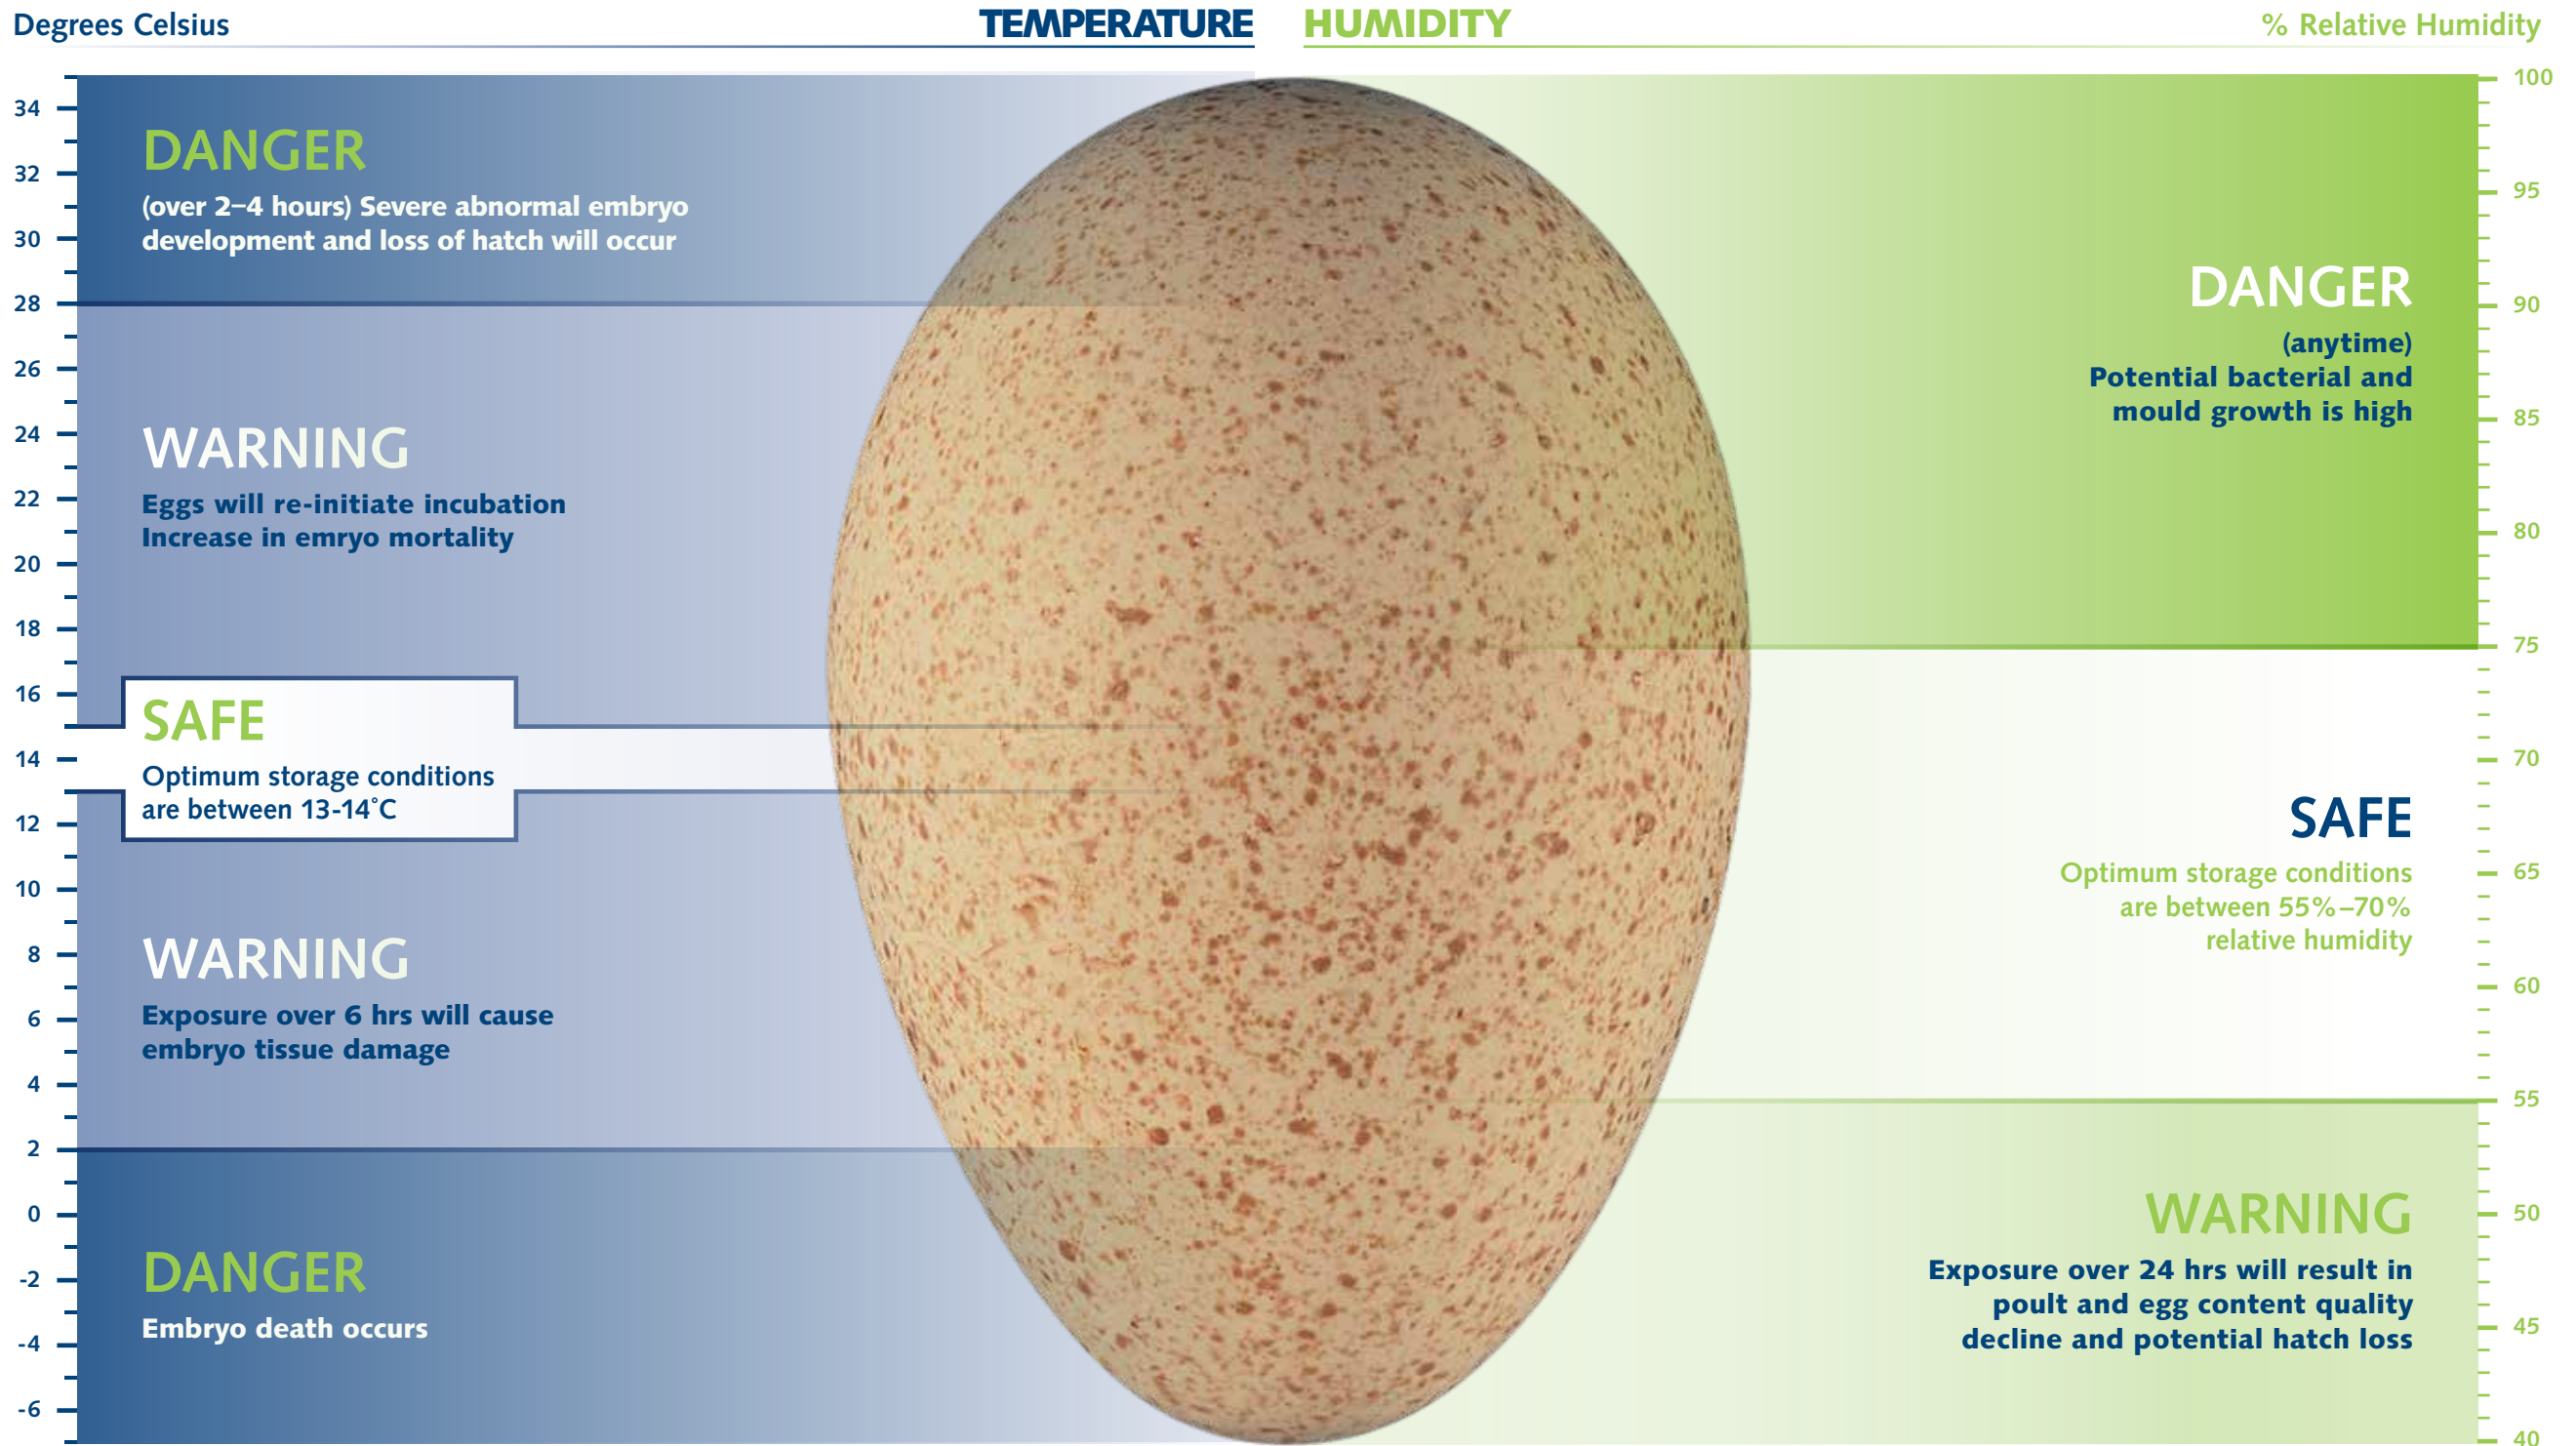 Degrees Celsius
TEMPERATURE
HUMIDITY
% Relative Humidity
34
32
30
28
26
24
22
20
18
16
14
12
10
8
6
4
2
0
-2
-4
-6
DANGER
(over 2–4 hours) Severe abnormal embryo
development and loss of hatch will occur
WARNING
Eggs will re-initiate incubation
Increase in emryo mortality
SAFE
Optimum storage conditions
are between 13-14˚C
WARNING
Exposure over 6 hrs will cause
embryo tissue damage
DANGER
Embryo death occurs
DANGER
(anytime)
Potential bacterial and
mould growth is high
SAFE
Optimum storage conditions
are between 55%–70%
relative humidity
WARNING
Exposure over 24 hrs will result in
poult and egg content quality
decline and potential hatch loss
100
95
90
85
80
75
70
65
60
55
50
45
40